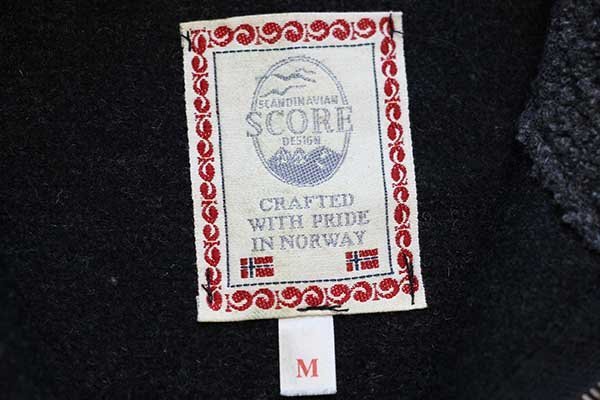 SCANDINAVIAN
SCORE
DESIGN
CRAFTED
WITH PRIDE
IN NORWAY
M